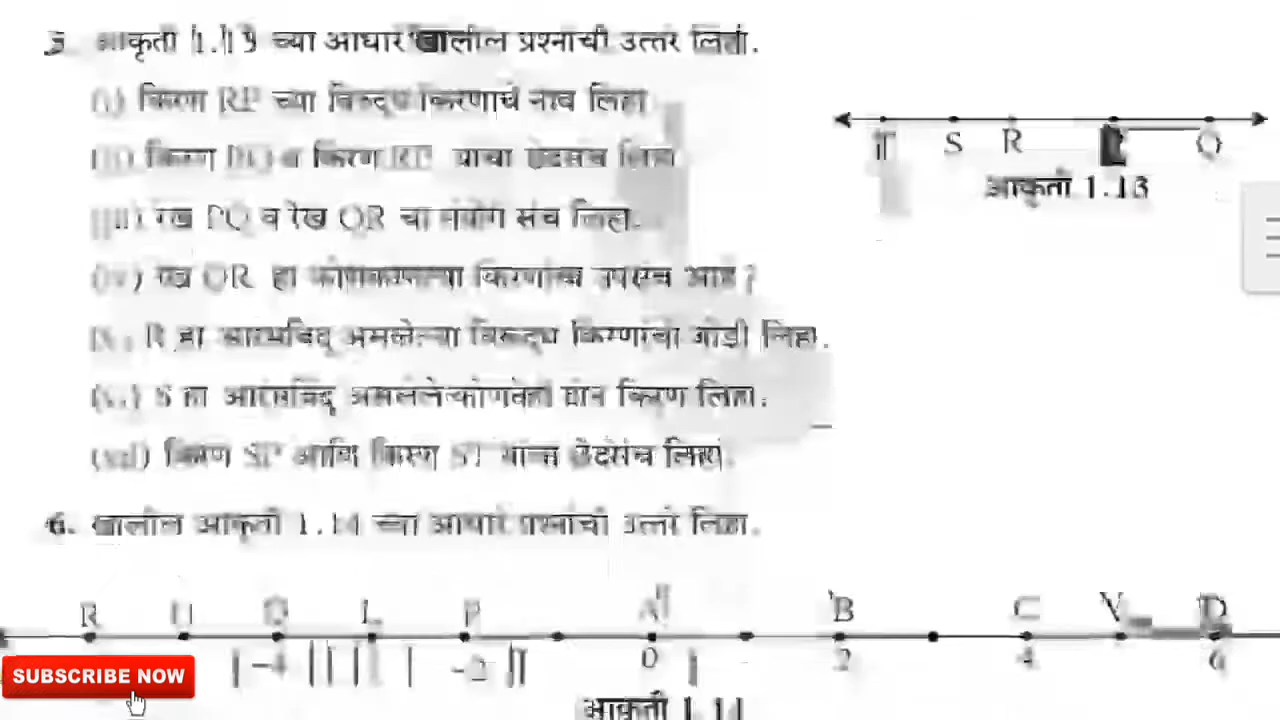 आकृती 1.13 च्या आधारे खालील प्रश्नांची उत्तरे लिहा.
(i) किरण RP च्या विरुद्ध किरणाचे नाव लिहा
(ii) किरण PQ व किरण RP यांचा छेदसंच लिहा
(iii) रेख PQ व रेख QR चा संयोग संच लिहा.
(iv) रेख QR हा कोणकोणत्या किरणांचा उपसंच आहे ?
R हा आरंभबिंदू असलेल्या विरुद्ध किरणांची जोडी लिहा.
S हा आरंभबिंदू असलेले कोणतेही दोन किरण लिहा.
किरण SP आणि किरण ST यांचा छेदसंच लिहा.
T S R P Q
आकृती 1.13
6. खालील आकृती 1.14 च्या आधारे प्रश्नांची उत्तरे लिहा.
R U Q L P A B C V D
-4 -2 0 2 4 6
आकृती 1.14
SUBSCRIBE NOW